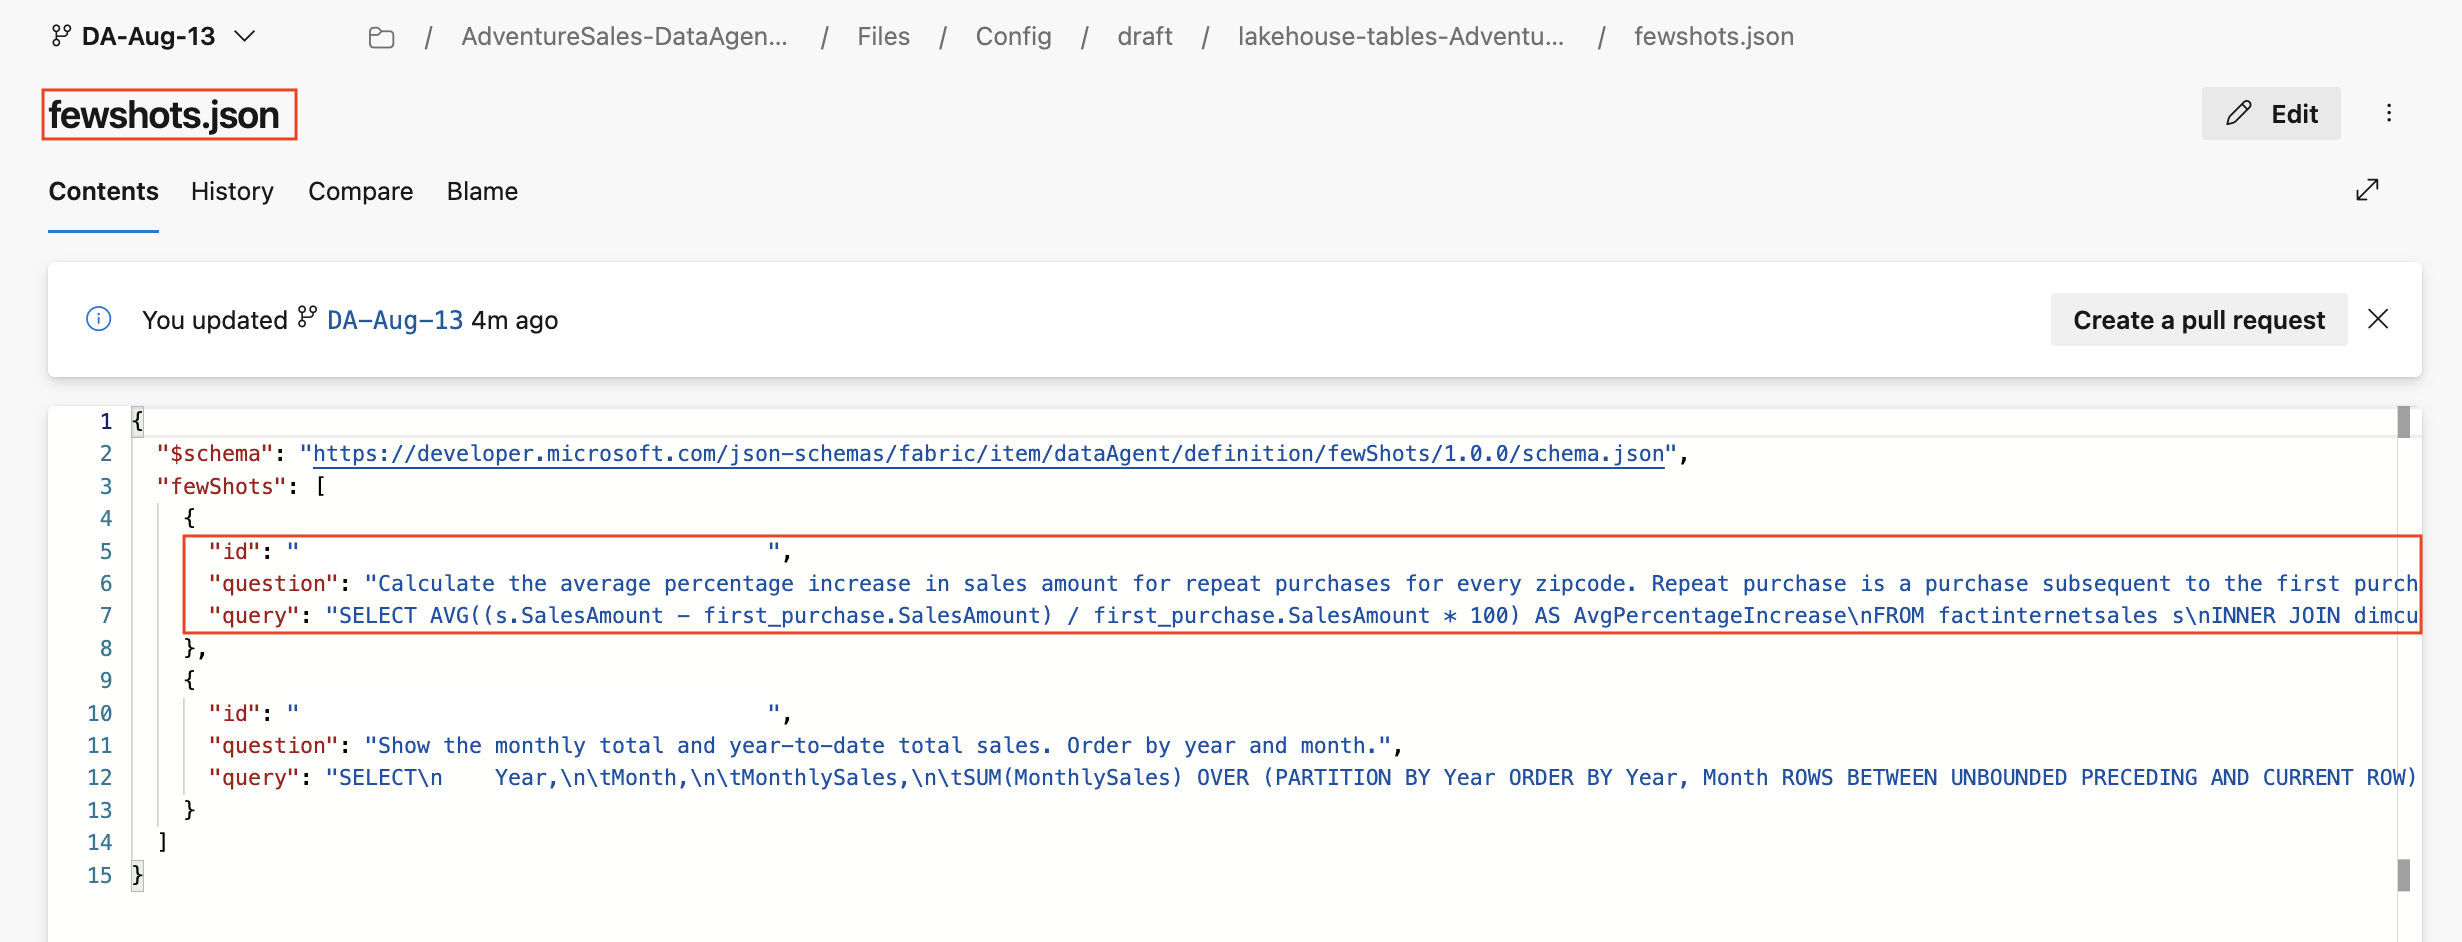 DA-Aug-13 / AdventureSales-DataAgen... / Files / Config / draft / lakehouse-tables-Adventu... / fewshots.json
fewshots.json
Edit
Contents History Compare Blame
You updated DA-Aug-13 4m ago
Create a pull request
1 {
2 "$schema": "https://developer.microsoft.com/json-schemas/fabric/item/dataAgent/definition/fewShots/1.0.0/schema.json",
3 "fewShots": [
4 {
5 "id": " ",
6 "question": "Calculate the average percentage increase in sales amount for repeat purchases for every zipcode. Repeat purchase is a purchase subsequent to the first purch
7 "query": "SELECT AVG((s.SalesAmount - first_purchase.SalesAmount) / first_purchase.SalesAmount * 100) AS AvgPercentageIncrease\nFROM factinternetsales s\nINNER JOIN dimcu
8 },
9 {
10 "id": " ",
11 "question": "Show the monthly total and year-to-date total sales. Order by year and month.",
12 "query": "SELECT\n    Year,\n\tMonth,\n\tMonthlySales,\n\tSUM(MonthlySales) OVER (PARTITION BY Year ORDER BY Year, Month ROWS BETWEEN UNBOUNDED PRECEDING AND CURRENT ROW)
13 }
14 ]
15 }